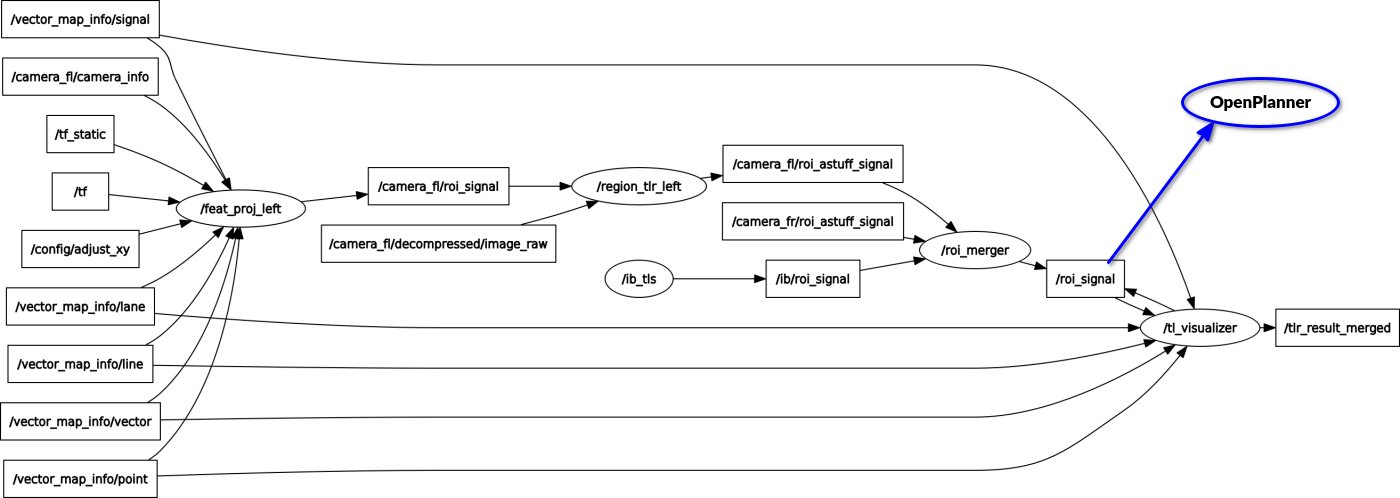 /vector_map_info/signal
/camera_fl/camera_info
/tf_static
/tf
/config/adjust_xy
/vector_map_info/lane
/vector_map_info/line
/vector_map_info/vector
/vector_map_info/point
/feat_proj_left
/camera_fl/roi_signal
/camera_fl/decompressed/image_raw
/region_tlr_left
/ib_tls
/camera_fl/roi_astuff_signal
/camera_fr/roi_astuff_signal
/ib/roi_signal
/roi_merger
/roi_signal
OpenPlanner
/tl_visualizer
/tlr_result_merged